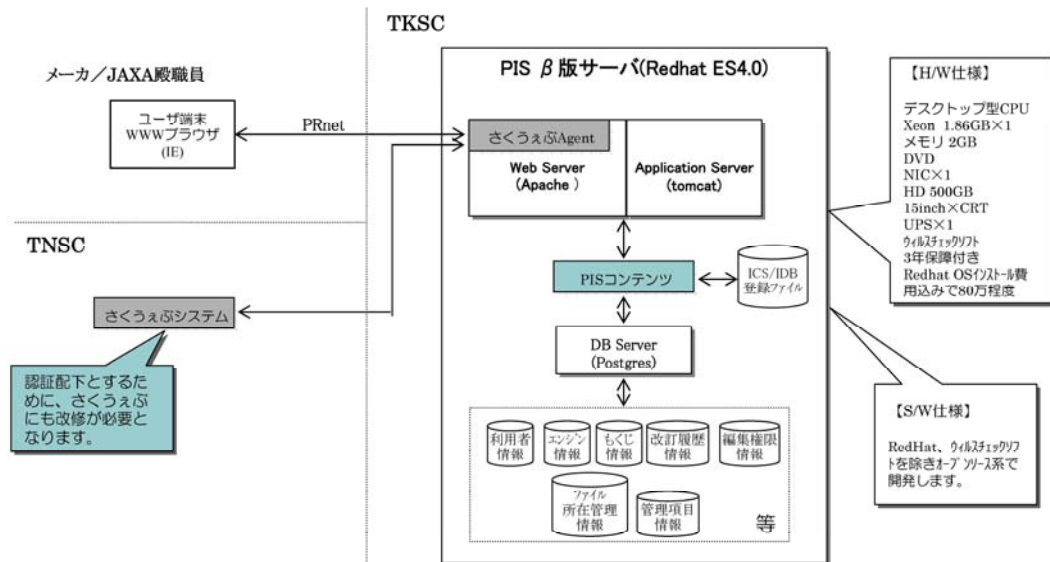 TKSC
メーカ／JAXA殿職員
ユーザ端末
WWWブラウザ
(IE)
PRnet
PIS β版サーバ(Redhat ES4.0)
さくうぇぶAgent
Web Server
(Apache )
Application Server
(tomcat)
PISコンテンツ
ICS/IDB
登録ファイル
DB Server
(Postgres)
利用者
情報
エンジン
情報
もくじ
情報
改訂履歴
情報
編集権限
情報
ファイル
所在管理
情報
管理項目
情報
等
TNSC
さくうぇぶシステム
認証配下とするた
めに、さくうぇぶ
にも改修が必要と
なります。
【H/W仕様】
デスクトップ型CPU
Xeon 1.86GB×1
メモリ 2GB
DVD
NIC×1
HD 500GB
15inch×CRT
UPS×1
ウィルスチェックソフト
3年保障付き
Redhat OSインストール費
用込みで80万程度
【S/W仕様】
RedHat、ウィルスチェックソフ
トを除きオープンソース系で
開発します。